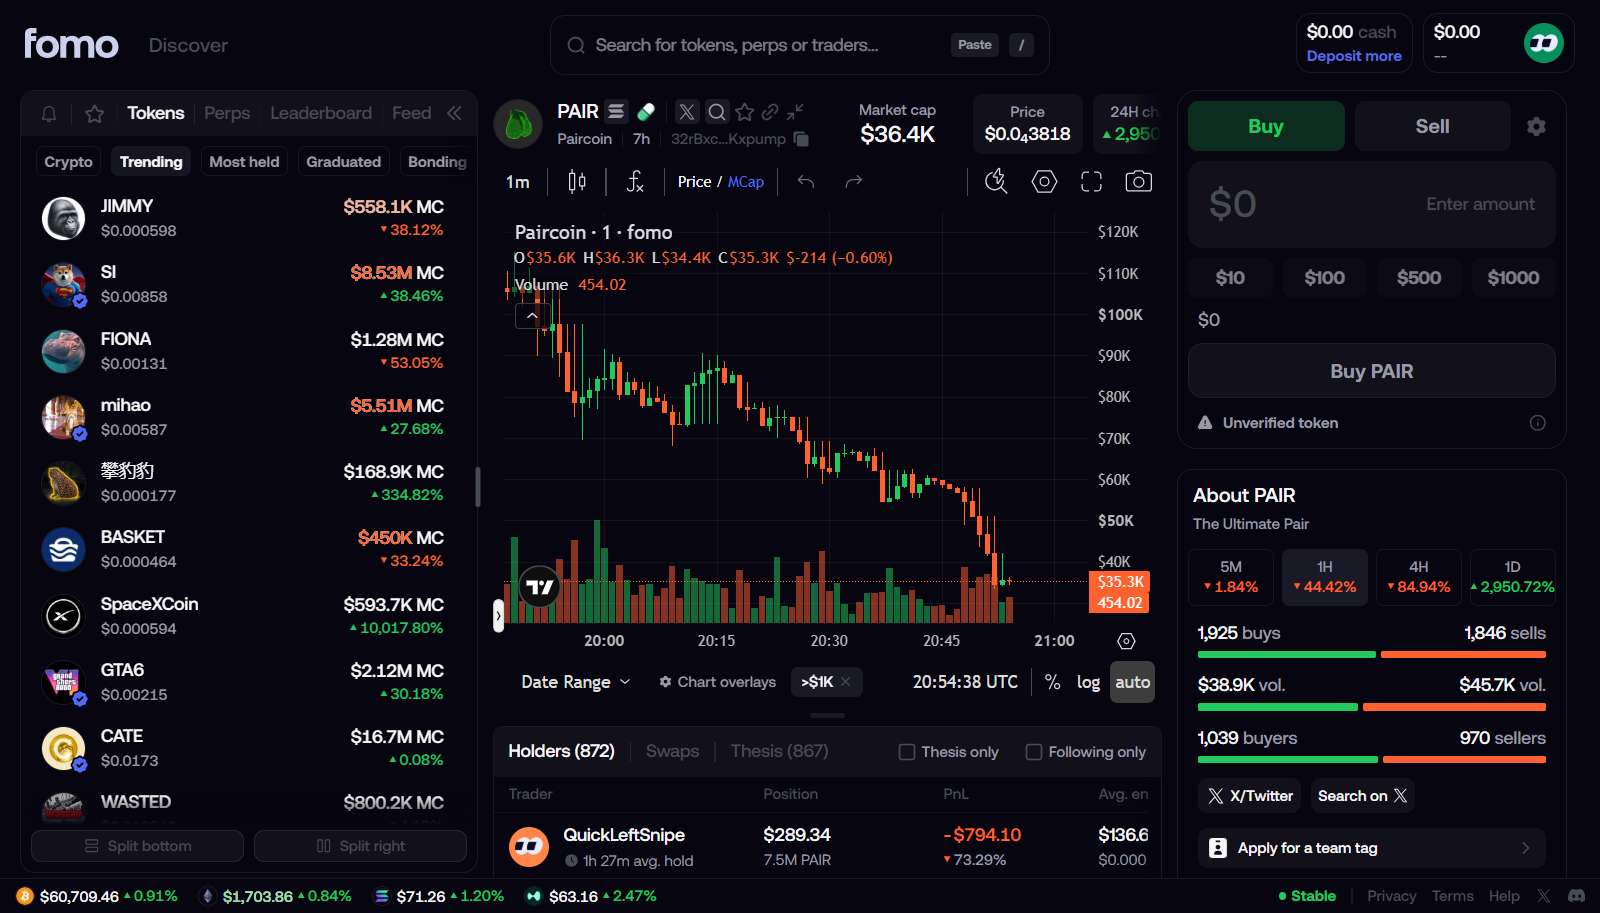 fomo
Discover
Search for tokens, perps or traders... Paste /
$0.00 cash
Deposit more
$0.00
--
Tokens Perps Leaderboard Feed
Crypto Trending Most held Graduated Bonding
JIMMY $558.1K MC
$0.000598 38.12%
SI $8.53M MC
$0.00858 38.46%
FIONA $1.28M MC
$0.00131 53.05%
mihao $5.51M MC
$0.00587 27.68%
攀豹豹 $168.9K MC
$0.000177 334.82%
BASKET $450K MC
$0.000464 33.24%
SpaceXCoin $593.7K MC
$0.000594 10,017.80%
GTA6 $2.12M MC
$0.00215 30.18%
CATE $16.7M MC
$0.0173 0.08%
WASTED $800.2K MC
Split bottom Split right
PAIR
Paircoin 7h 32rBxc...Kxpump
Market cap
$36.4K
Price
$0.0₄3818
24H ch
2,950
1m Price / MCap
Paircoin · 1 · fomo
O$35.6K H$36.3K L$34.4K C$35.3K $-214 (−0.60%)
Volume 454.02
$120K
$110K
$100K
$90K
$80K
$70K
$60K
$50K
$40K
$35.3K
454.02
20:00 20:15 20:30 20:45 21:00
Date Range Chart overlays >$1K 20:54:38 UTC % log auto
Holders (872) Swaps Thesis (867) Thesis only Following only
Trader Position PnL Avg. en
QuickLeftSnipe $289.34 -$794.10 $136.6
1h 27m avg. hold 7.5M PAIR 73.29% $0.000
Buy Sell
$0 Enter amount
$10 $100 $500 $1000
$0
Buy PAIR
Unverified token
About PAIR
The Ultimate Pair
5M 1H 4H 1D
1.84% 44.42% 84.94% 2,950.72%
1,925 buys 1,846 sells
$38.9K vol. $45.7K vol.
1,039 buyers 970 sellers
X/Twitter Search on X
Apply for a team tag
$60,709.46 0.91% $1,703.86 0.84% $71.26 1.20% $63.16 2.47%
Stable Privacy Terms Help